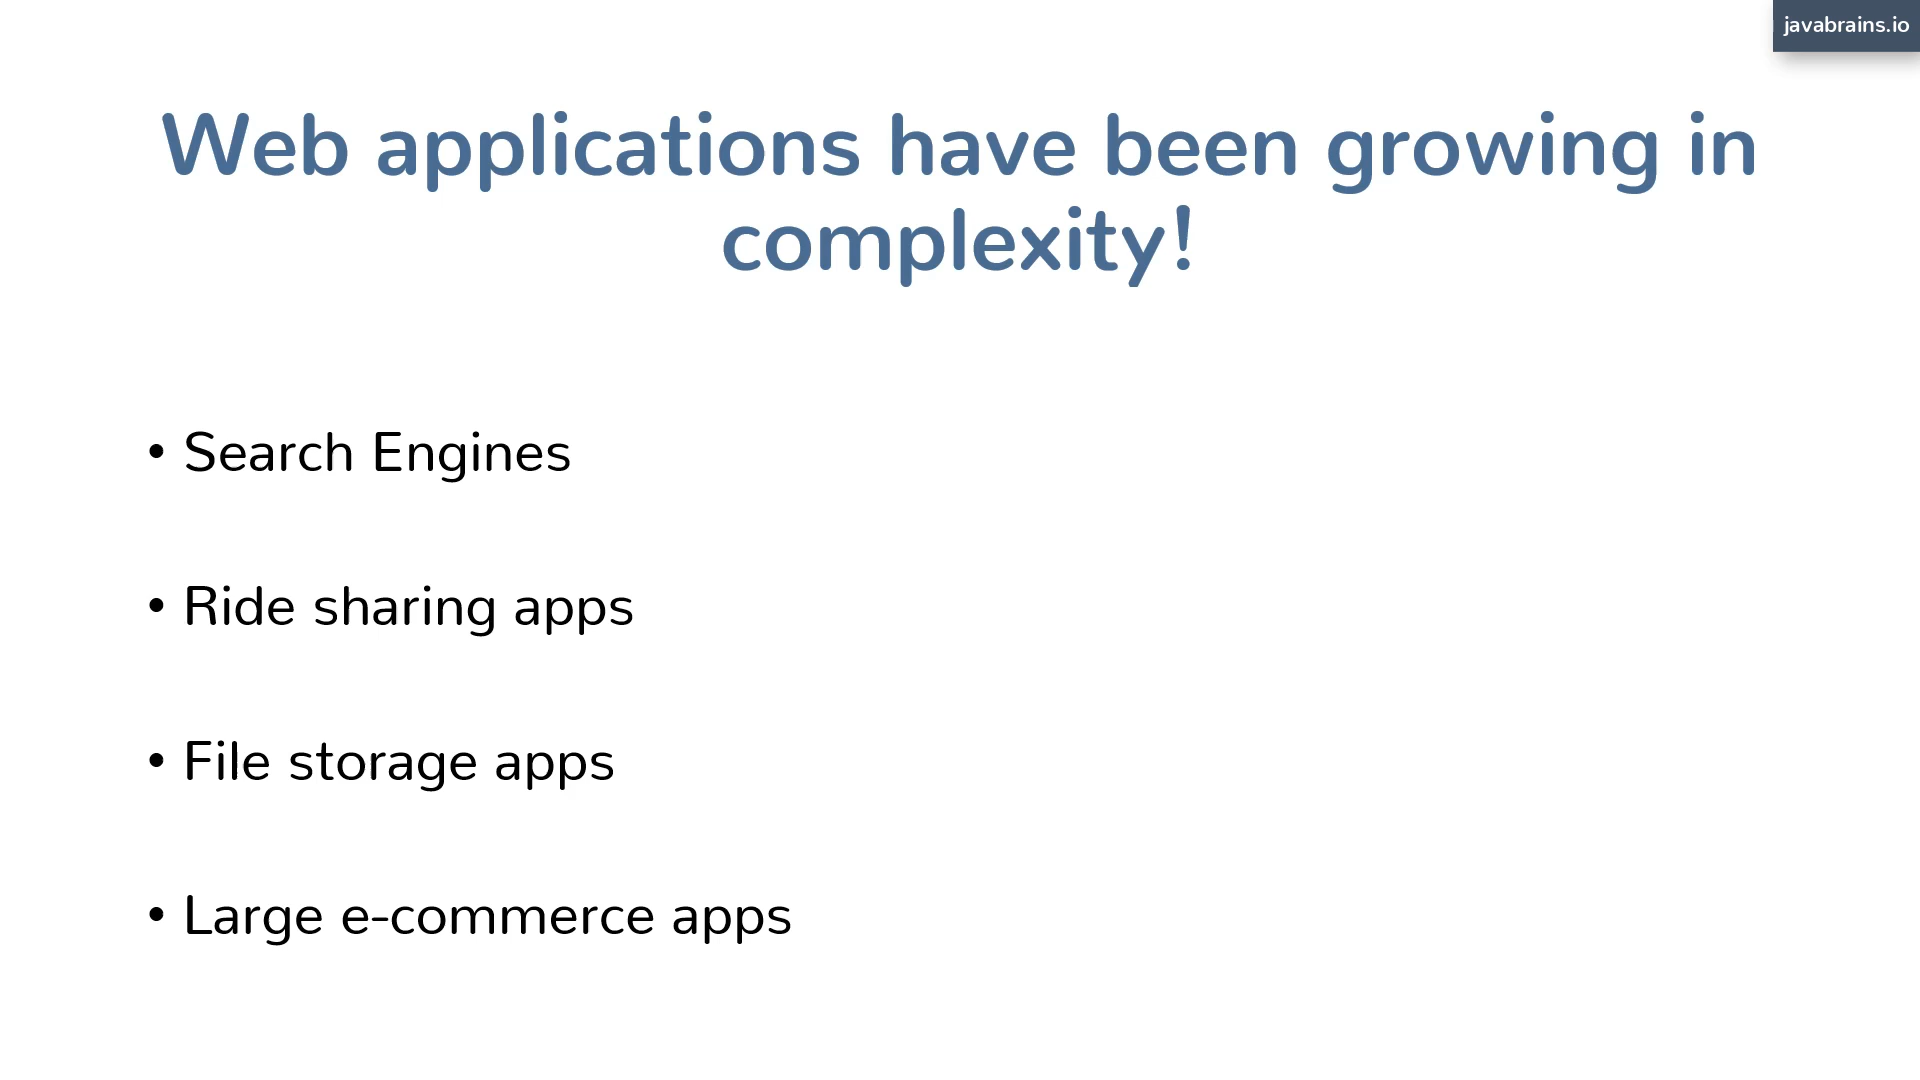 javabrains.io
Web applications have been growing in
complexity!
• Search Engines
• Ride sharing apps
• File storage apps
• Large e-commerce apps